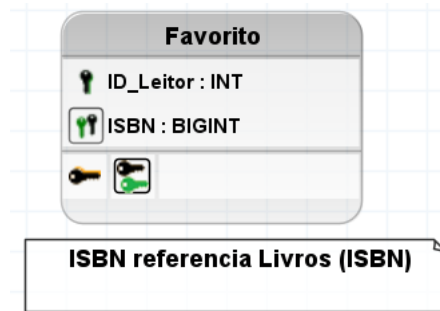 Favorito
ID_Leitor : INT
ISBN : BIGINT
ISBN referencia Livros (ISBN)